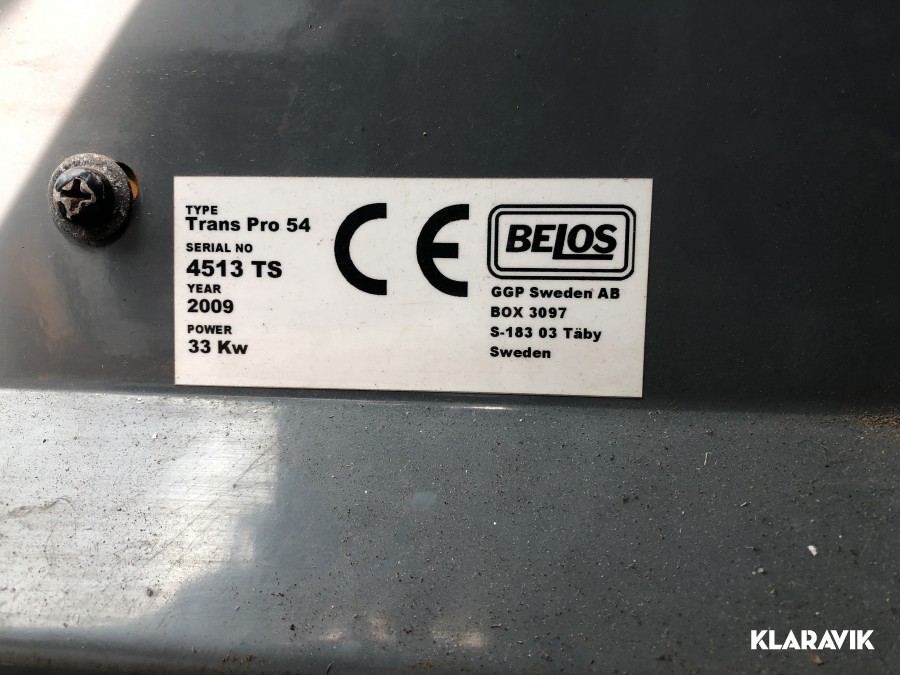 TYPE
Trans Pro 54
SERIAL NO
4513 TS
YEAR
2009
POWER
33 Kw
CE
BELOS
GGP Sweden AB
BOX 3097
S-183 03 Täby
Sweden
KLARAVIK